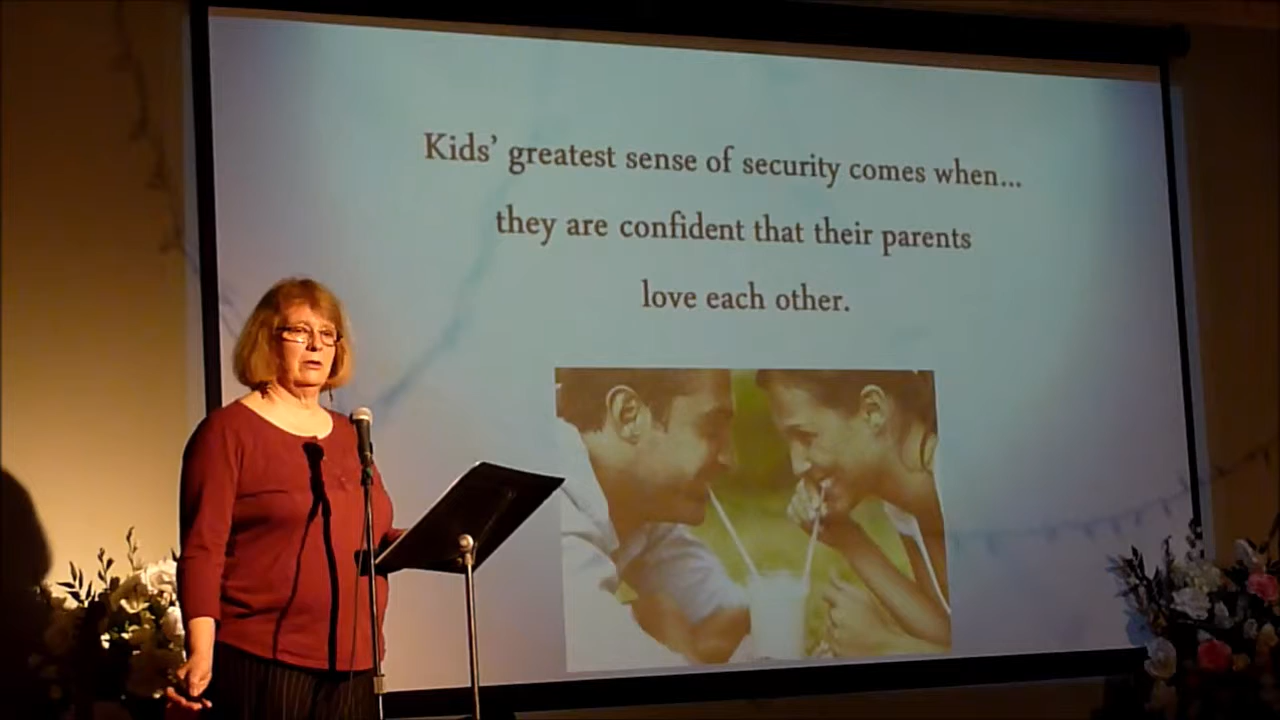 Kids’ greatest sense of security comes when...
they are confident that their parents
love each other.